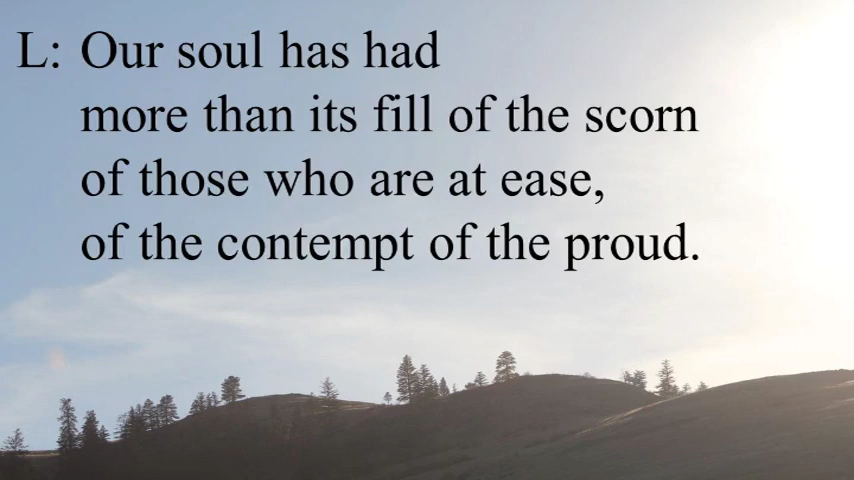 L: Our soul has had
more than its fill of the scorn
of those who are at ease,
of the contempt of the proud.